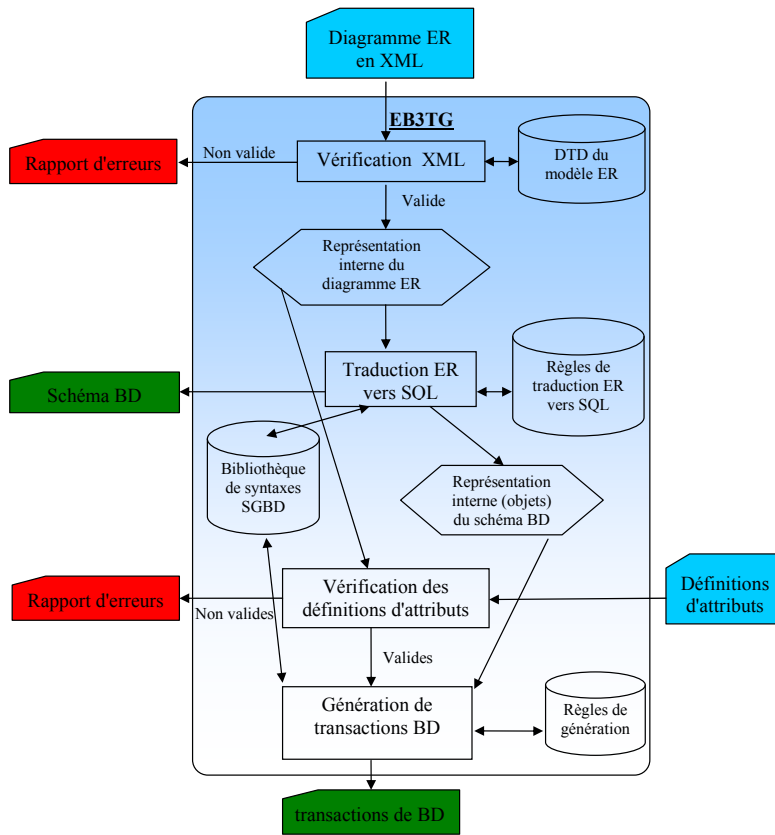 Diagramme ER
en XML
EB3TG
Rapport d'erreurs
Non valide
Vérification XML
DTD du
modèle ER
Valide
Représentation
interne du
diagramme ER
Schéma BD
Traduction ER
vers SQL
Règles de
traduction ER
vers SQL
Bibliothèque
de syntaxes
SGBD
Représentation
interne (objets)
du schéma BD
Rapport d'erreurs
Non valides
Vérification des
définitions d'attributs
Définitions
d'attributs
Valides
Génération de
transactions BD
Règles de
génération
transactions de BD